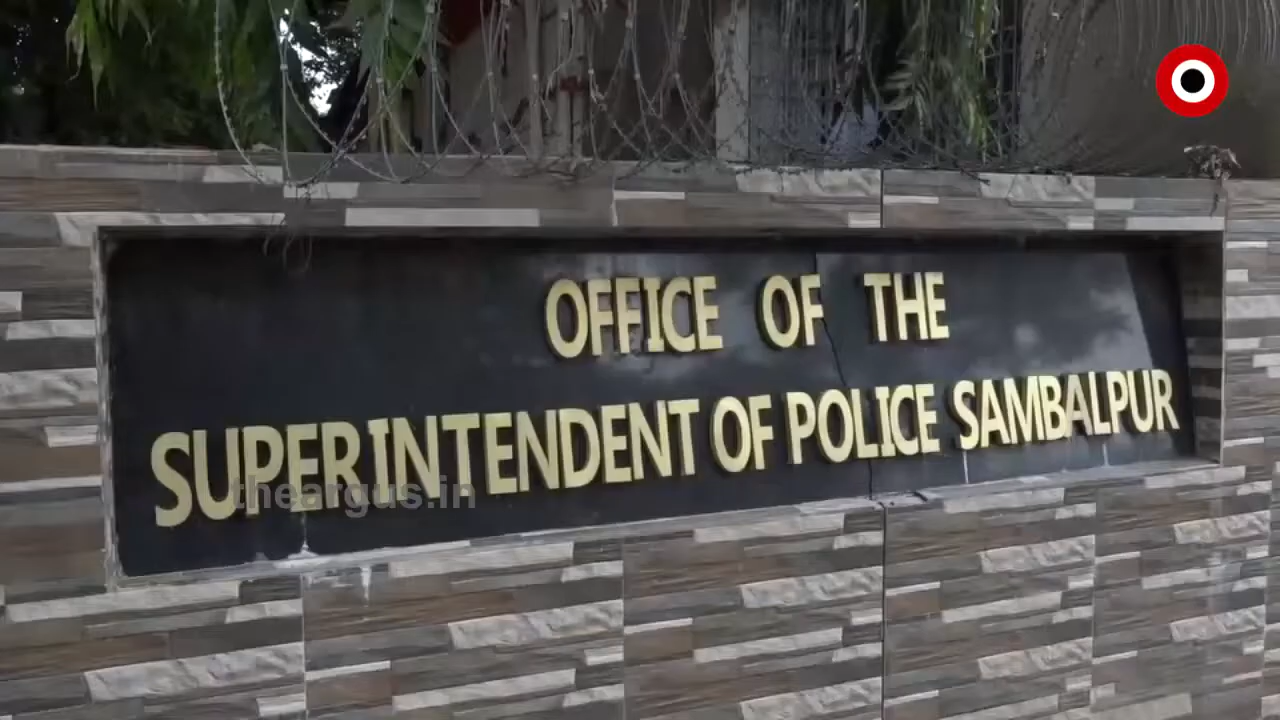 OFFICE OF THE
SUPERINTENDENT OF POLICE SAMBALPUR
theargus.in